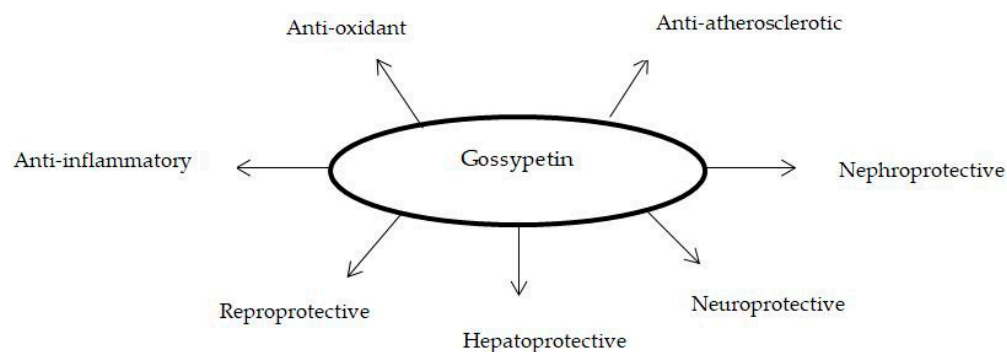 Anti-oxidant
Anti-atherosclerotic
Anti-inflammatory
Gossypetin
Nephroprotective
Reproprotective
Hepatoprotective
Neuroprotective